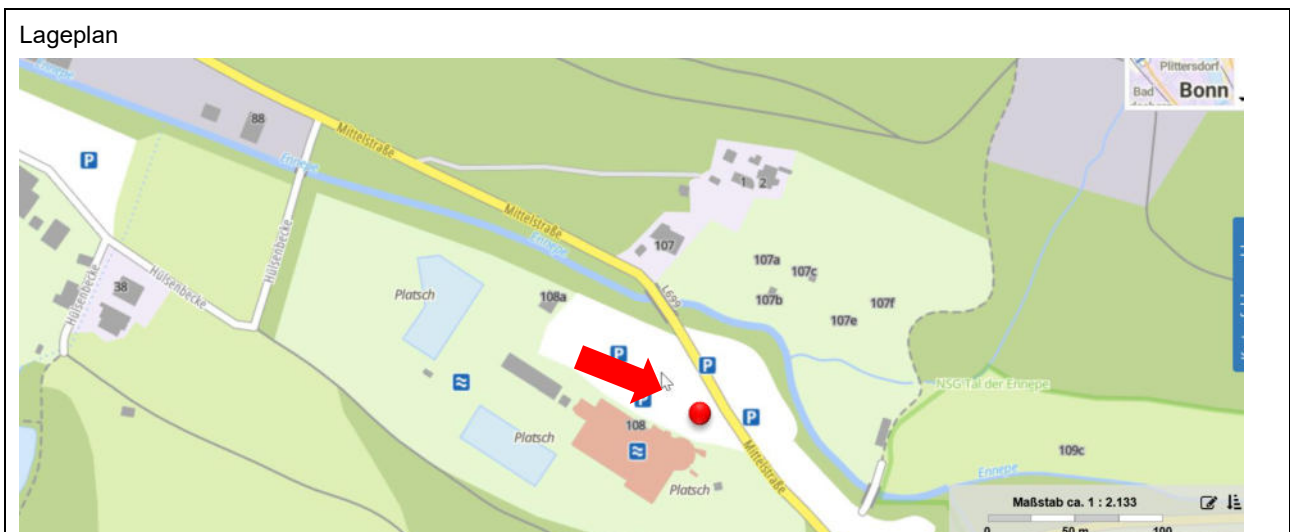 Lageplan
Ennepe
Plittersdorf
Bad
Bonn
88
Mittelstraße
P
Ennepe
1 2
Mittelstraße
Hülsenbecke
Ennepe
107
107a
107c
Hülsenbecke
Hülsenbecke
38
Platsch
108a
L699
107b
107f
107e
P
P
NSG Tal der Ennepe
P
P
108
Platsch
109c
Mittelstraße
Ennepe
Platsch
Maßstab ca. 1 : 2.133
0 50 m 100